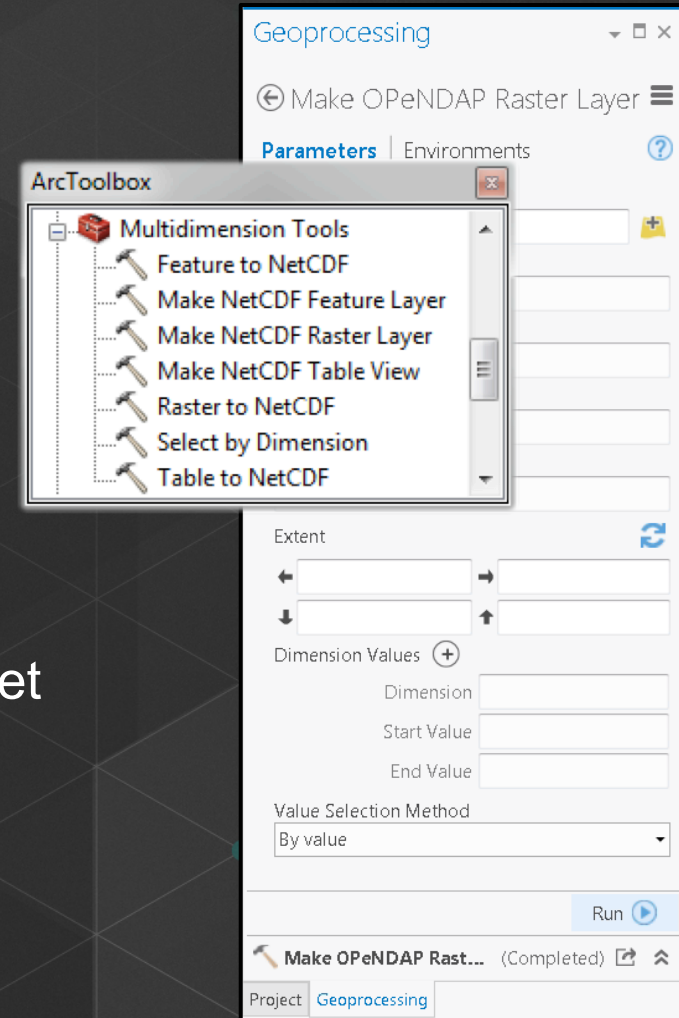 Geoprocessing
Make OPeNDAP Raster Layer
Parameters Environments
ArcToolbox
Multidimension Tools
Feature to NetCDF
Make NetCDF Feature Layer
Make NetCDF Raster Layer
Make NetCDF Table View
Raster to NetCDF
Select by Dimension
Table to NetCDF
Extent
et
Dimension Values
Dimension
Start Value
End Value
Value Selection Method
By value
Run
Make OPeNDAP Rast... (Completed)
Project Geoprocessing